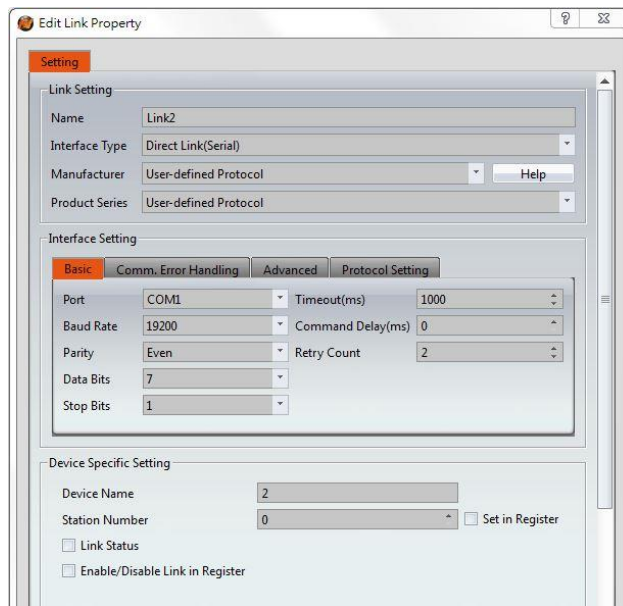 Edit Link Property
Setting
Link Setting
Name Link2
Interface Type Direct Link(Serial)
Manufacturer User-defined Protocol Help
Product Series User-defined Protocol
Interface Setting
Basic Comm. Error Handling Advanced Protocol Setting
Port COM1 Timeout(ms) 1000
Baud Rate 19200 Command Delay(ms) 0
Parity Even Retry Count 2
Data Bits 7
Stop Bits 1
Device Specific Setting
Device Name 2
Station Number 0 Set in Register
Link Status
Enable/Disable Link in Register